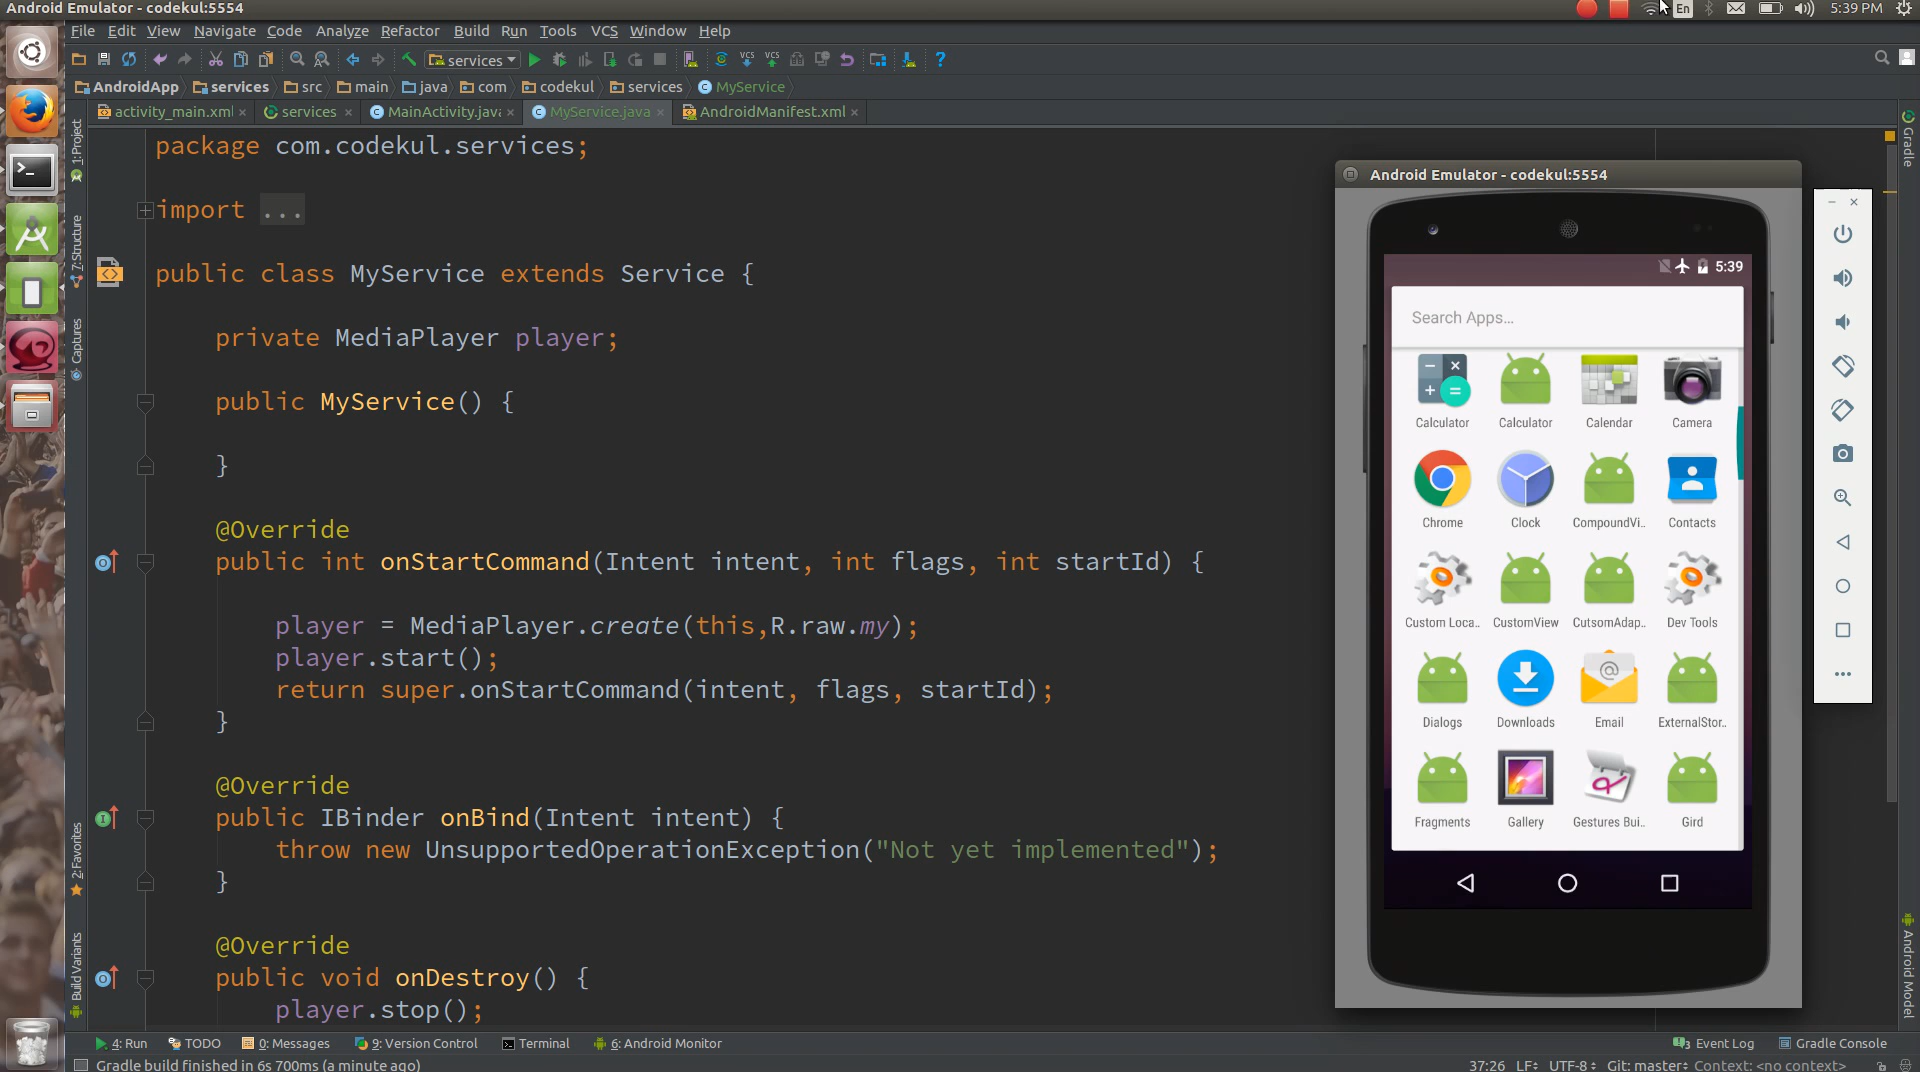 Android Emulator - codekul:5554
En
5:39 PM
File Edit View Navigate Code Analyze Refactor Build Run Tools VCS Window Help
services
VCS VCS
?
AndroidApp services src main java com codekul services MyService
activity_main.xml services MainActivity.java MyService.java AndroidManifest.xml
1: Project
7: Structure
Captures
2: Favorites
Build Variants
Gradle
Android Model
package com.codekul.services;
import ...
public class MyService extends Service {
private MediaPlayer player;
public MyService() {
}
@Override
public int onStartCommand(Intent intent, int flags, int startId) {
player = MediaPlayer.create(this,R.raw.my);
player.start();
return super.onStartCommand(intent, flags, startId);
}
@Override
public IBinder onBind(Intent intent) {
throw new UnsupportedOperationException("Not yet implemented");
}
@Override
public void onDestroy() {
player.stop();
Android Emulator - codekul:5554
5:39
Search Apps...
Calculator Calculator Calendar Camera
Chrome Clock CompoundVi.. Contacts
Custom Loca.. CustomView CutsomAdap.. Dev Tools
Dialogs Downloads Email ExternalStor..
Fragments Gallery Gestures Bui.. Gird
4: Run TODO 0: Messages 9: Version Control Terminal 6: Android Monitor
3 Event Log Gradle Console
Gradle build finished in 6s 700ms (a minute ago)
37:26 LF UTF-8 Git: master Context: <no context>